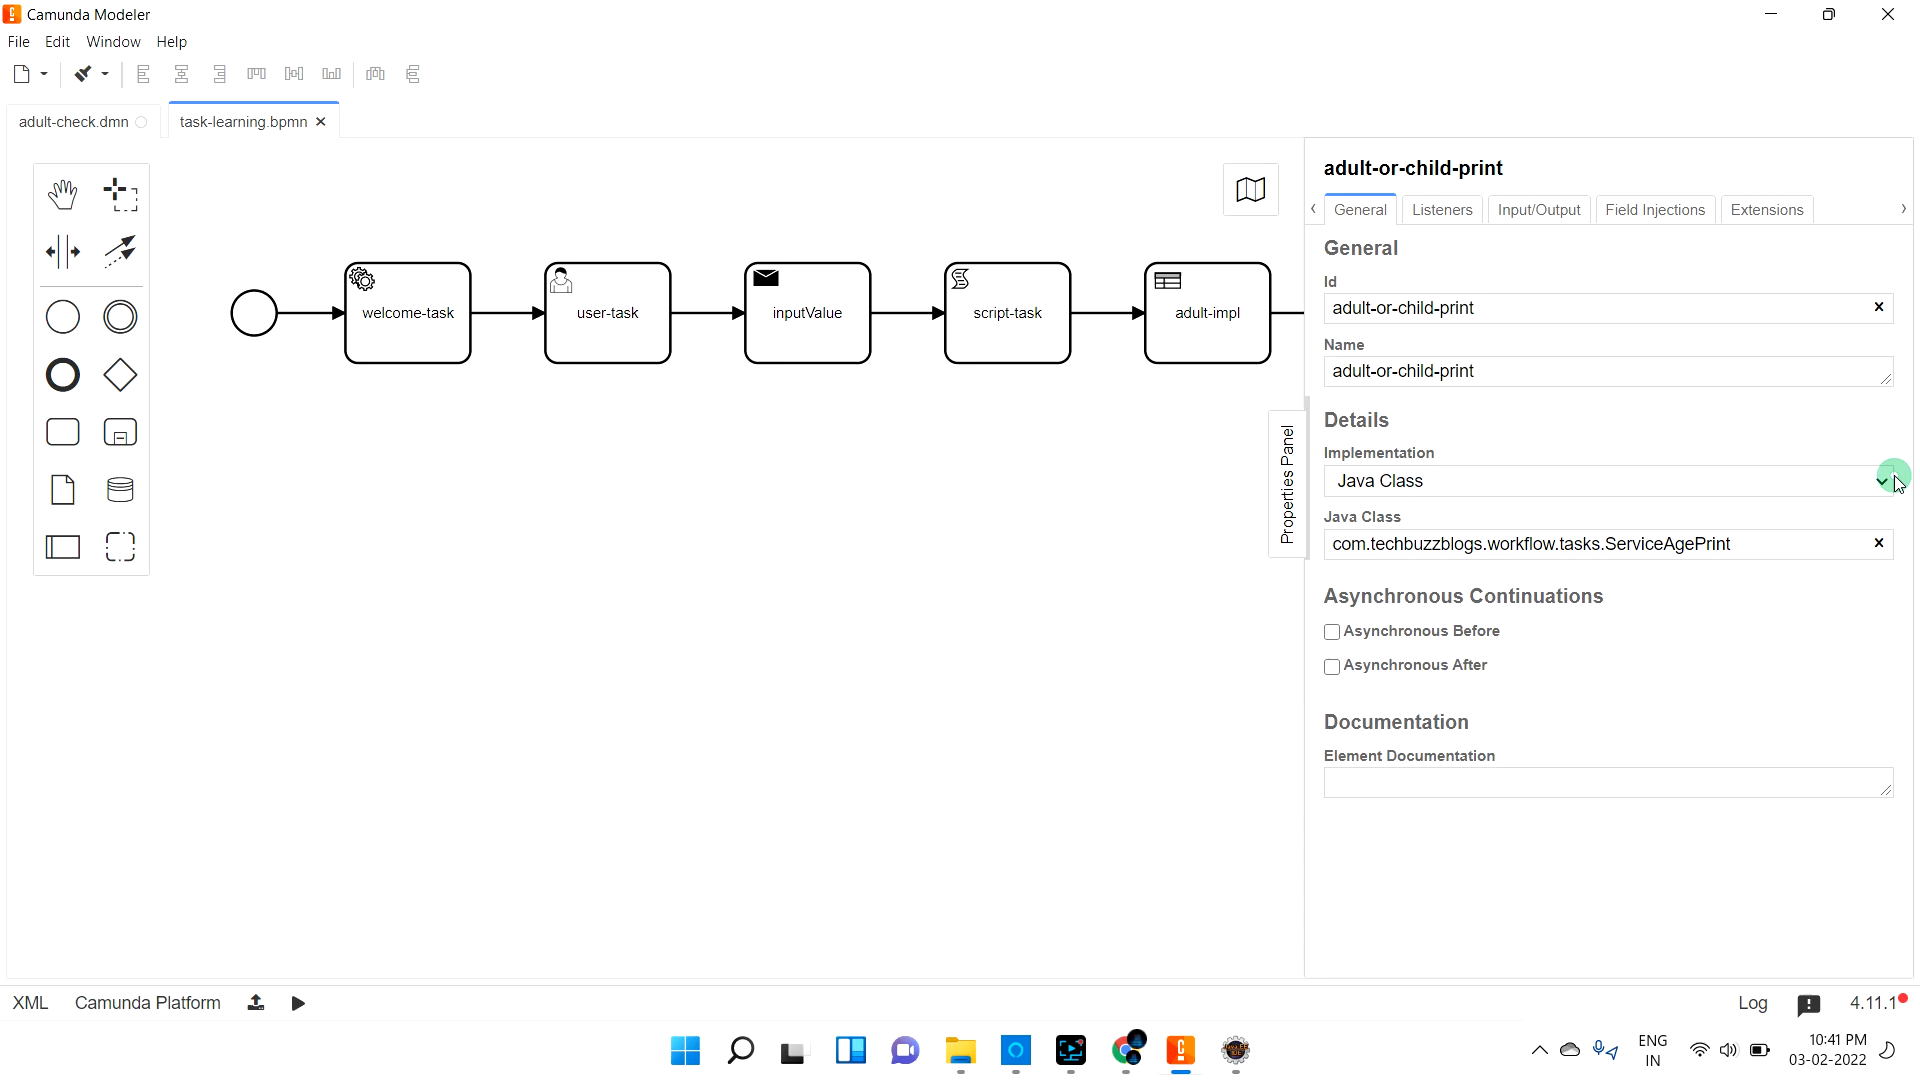 Camunda Modeler
File Edit Window Help
adult-check.dmn
task-learning.bpmn
welcome-task
user-task
inputValue
script-task
adult-impl
Properties Panel
adult-or-child-print
General Listeners Input/Output Field Injections Extensions
General
Id
adult-or-child-print
Name
adult-or-child-print
Details
Implementation
Java Class
Java Class
com.techbuzzblogs.workflow.tasks.ServiceAgePrint
Asynchronous Continuations
Asynchronous Before
Asynchronous After
Documentation
Element Documentation
XML Camunda Platform
Log 4.11.1
ENG
IN
10:41 PM
03-02-2022